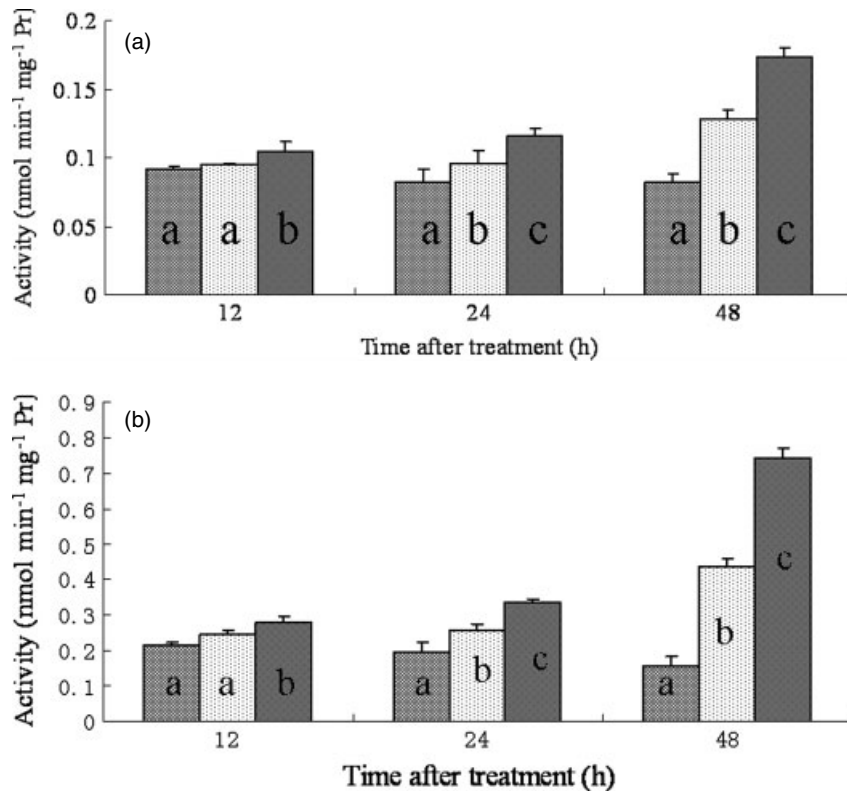 (a)
Activity (nmol min⁻¹ mg⁻¹ Pr)
0.2
0.15
0.1
0.05
0
a a b
a b c
a b c
12 24 48
Time after treatment (h)
(b)
Activity (nmol min⁻¹ mg⁻¹ Pr)
0.9
0.8
0.7
0.6
0.5
0.4
0.3
0.2
0.1
0
a a b
a b c
a b c
12 24 48
Time after treatment (h)